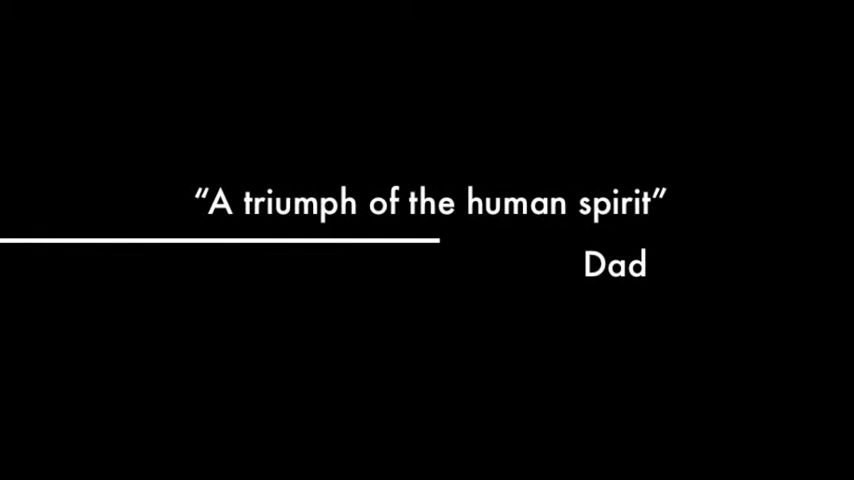 “A triumph of the human spirit”
Dad